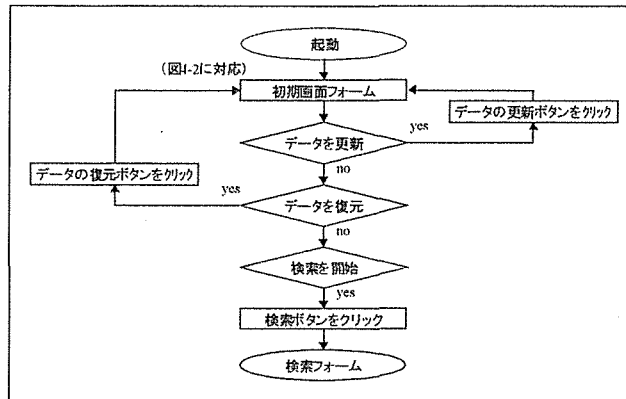 起動
(図4-2に対応)
初期画面フォーム
データの更新ボタンをクリック
yes
データを更新
no
データの復元ボタンをクリック
yes
データを復元
no
検索を開始
yes
検索ボタンをクリック
検索フォーム